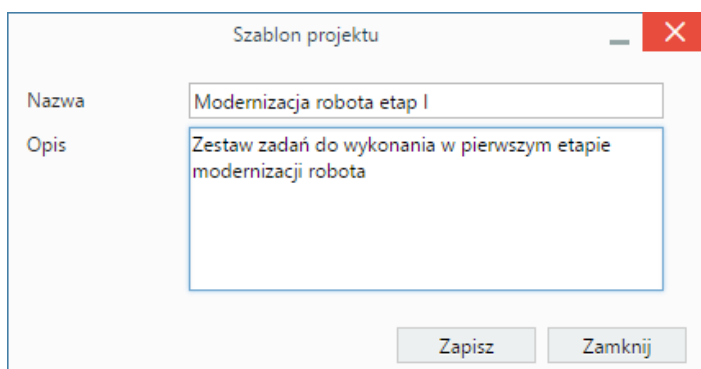 Szablon projektu
Nazwa
Modernizacja robota etap I
Opis
Zestaw zadań do wykonania w pierwszym etapie
modernizacji robota
Zapisz
Zamknij